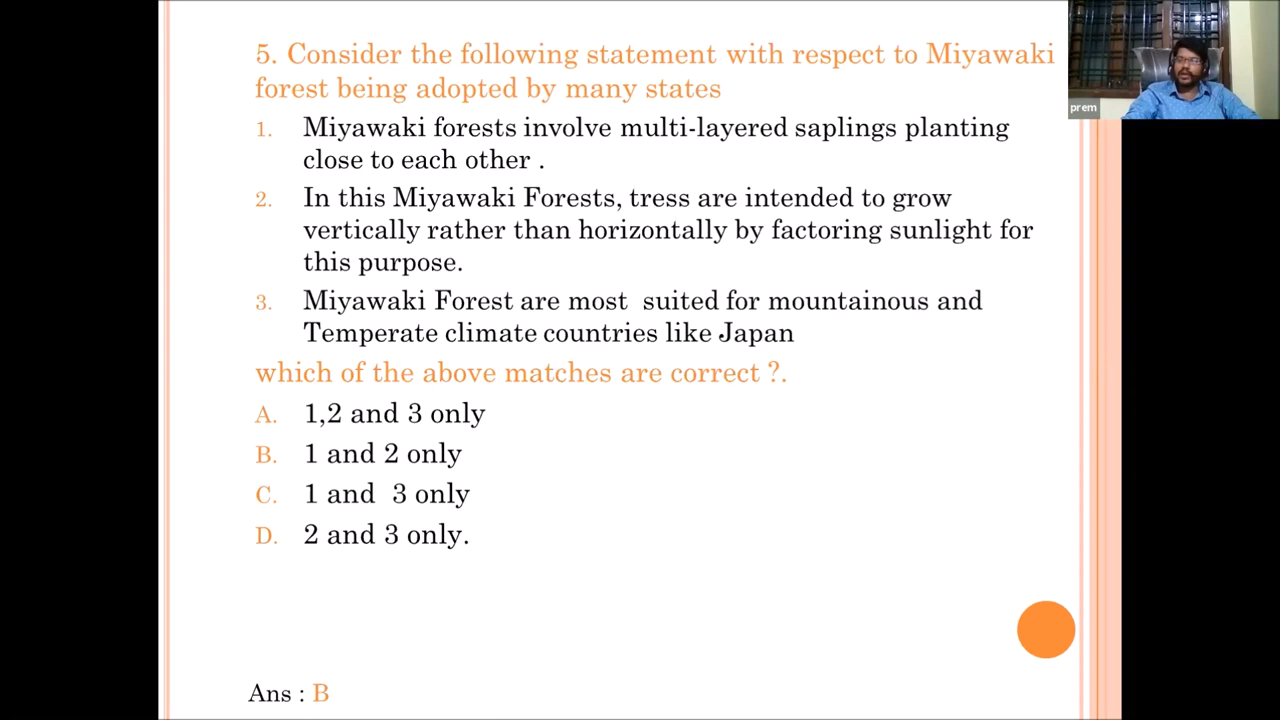 5. Consider the following statement with respect to Miyawaki
forest being adopted by many states
1. Miyawaki forests involve multi-layered saplings planting
close to each other .
2. In this Miyawaki Forests, tress are intended to grow
vertically rather than horizontally by factoring sunlight for
this purpose.
3. Miyawaki Forest are most  suited for mountainous and
Temperate climate countries like Japan
which of the above matches are correct ?.
A. 1,2 and 3 only
B. 1 and 2 only
C. 1 and  3 only
D. 2 and 3 only.
Ans : B
prem